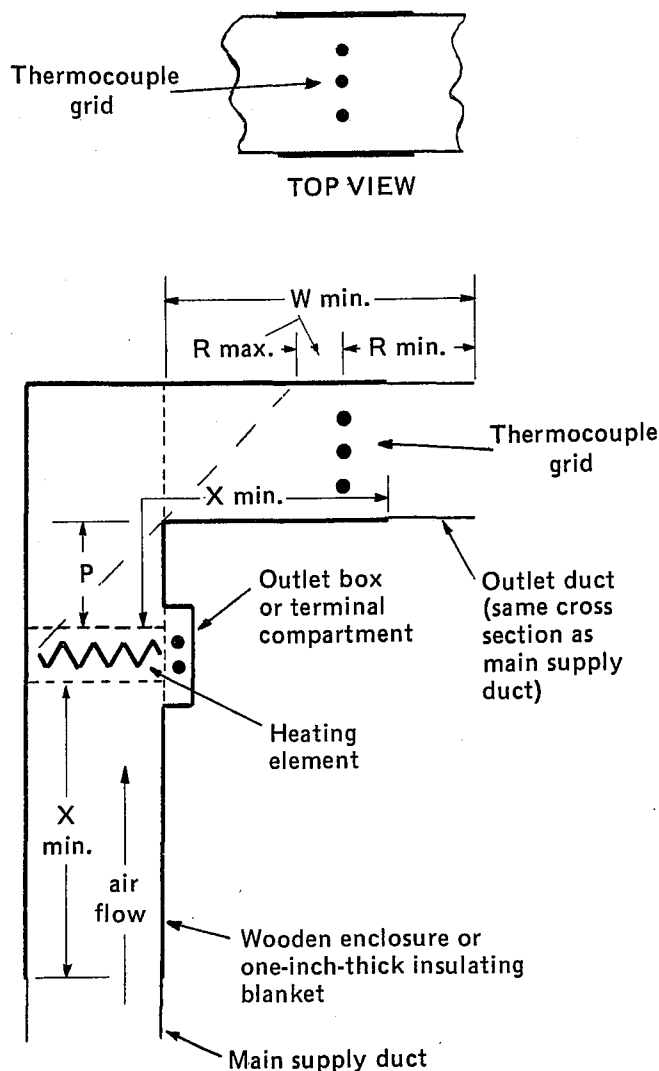 Thermocouple
grid
TOP VIEW
W min.
R max.
R min.
Thermocouple
grid
X min.
P
Outlet box
or terminal
compartment
Outlet duct
(same cross
section as
main supply
duct)
Heating
element
X
min.
air
flow
Wooden enclosure or
one-inch-thick insulating
blanket
Main supply duct